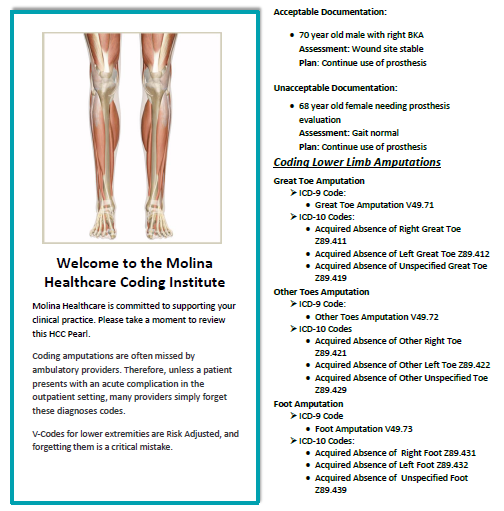 Welcome to the Molina
Healthcare Coding Institute
Molina Healthcare is committed to supporting your
clinical practice. Please take a moment to review
this HCC Pearl.
Coding amputations are often missed by
ambulatory providers. Therefore, unless a patient
presents with an acute complication in the
outpatient setting, many providers simply forget
these diagnoses codes.
V-Codes for lower extremities are Risk Adjusted, and
forgetting them is a critical mistake.
Acceptable Documentation:
• 70 year old male with right BKA
Assessment: Wound site stable
Plan: Continue use of prosthesis
Unacceptable Documentation:
• 68 year old female needing prosthesis
evaluation
Assessment: Gait normal
Plan: Continue use of prosthesis
Coding Lower Limb Amputations
Great Toe Amputation
➢ ICD-9 Code:
• Great Toe Amputation V49.71
➢ ICD-10 Codes:
• Acquired Absence of Right Great Toe
Z89.411
• Acquired Absence of Left Great Toe Z89.412
• Acquired Absence of Unspecified Great Toe
Z89.419
Other Toes Amputation
➢ ICD-9 Code:
• Other Toes Amputation V49.72
➢ ICD-10 Codes
• Acquired Absence of Other Right Toe
Z89.421
• Acquired Absence of Other Left Toe Z89.422
• Acquired Absence of Other Unspecified Toe
Z89.429
Foot Amputation
➢ ICD-9 Code
• Foot Amputation V49.73
➢ ICD-10 Codes:
• Acquired Absence of Right Foot Z89.431
• Acquired Absence of Left Foot Z89.432
• Acquired Absence of Unspecified Foot
Z89.439